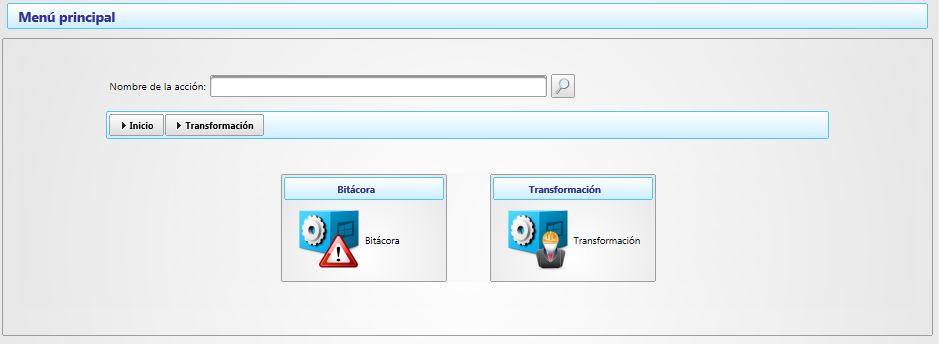 Menú principal
Nombre de la acción:
Inicio Transformación
Bitácora Transformación
Bitácora Transformación